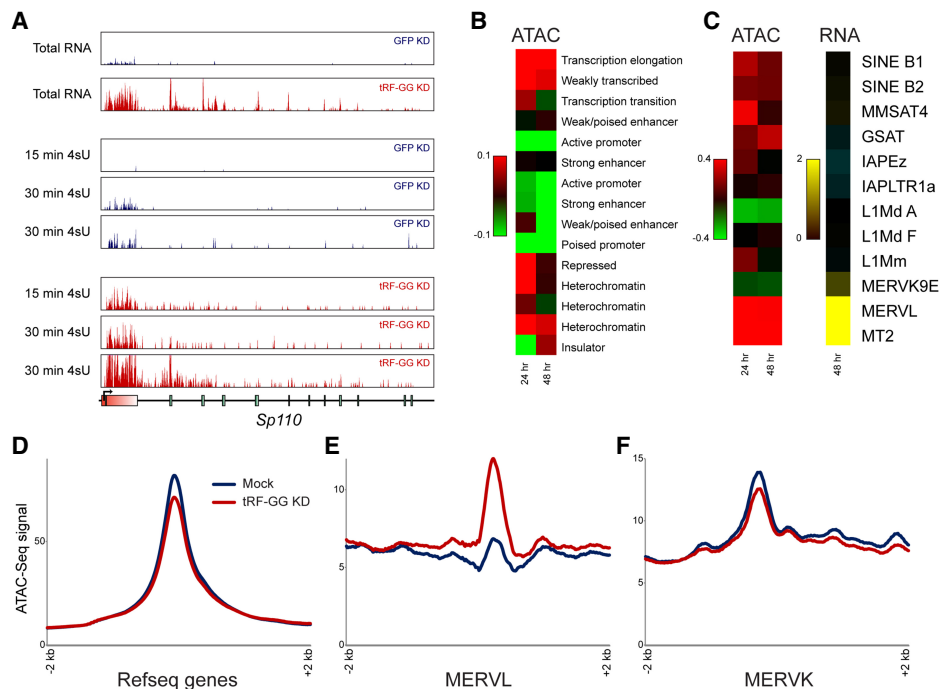 A
Total RNA
GFP KD
Total RNA
tRF-GG KD
15 min 4sU
GFP KD
30 min 4sU
GFP KD
30 min 4sU
GFP KD
15 min 4sU
tRF-GG KD
30 min 4sU
tRF-GG KD
30 min 4sU
tRF-GG KD
Sp110
B
ATAC
Transcription elongation
Weakly transcribed
Transcription transition
Weak/poised enhancer
Active promoter
Strong enhancer
Active promoter
Strong enhancer
Weak/poised enhancer
Poised promoter
Repressed
Heterochromatin
Heterochromatin
Heterochromatin
Insulator
0.1
-0.1
24 hr
48 hr
C
ATAC
RNA
SINE B1
SINE B2
MMSAT4
GSAT
IAPEz
IAPLTR1a
L1Md A
L1Md F
L1Mm
MERVK9E
MERVL
MT2
0.4
-0.4
2
0
24 hr
48 hr
48 hr
D
Mock
tRF-GG KD
ATAC-Seq signal
50
0
-2 kb
+2 kb
Refseq genes
E
10
5
0
-2 kb
+2 kb
MERVL
F
15
10
5
0
-2 kb
+2 kb
MERVK